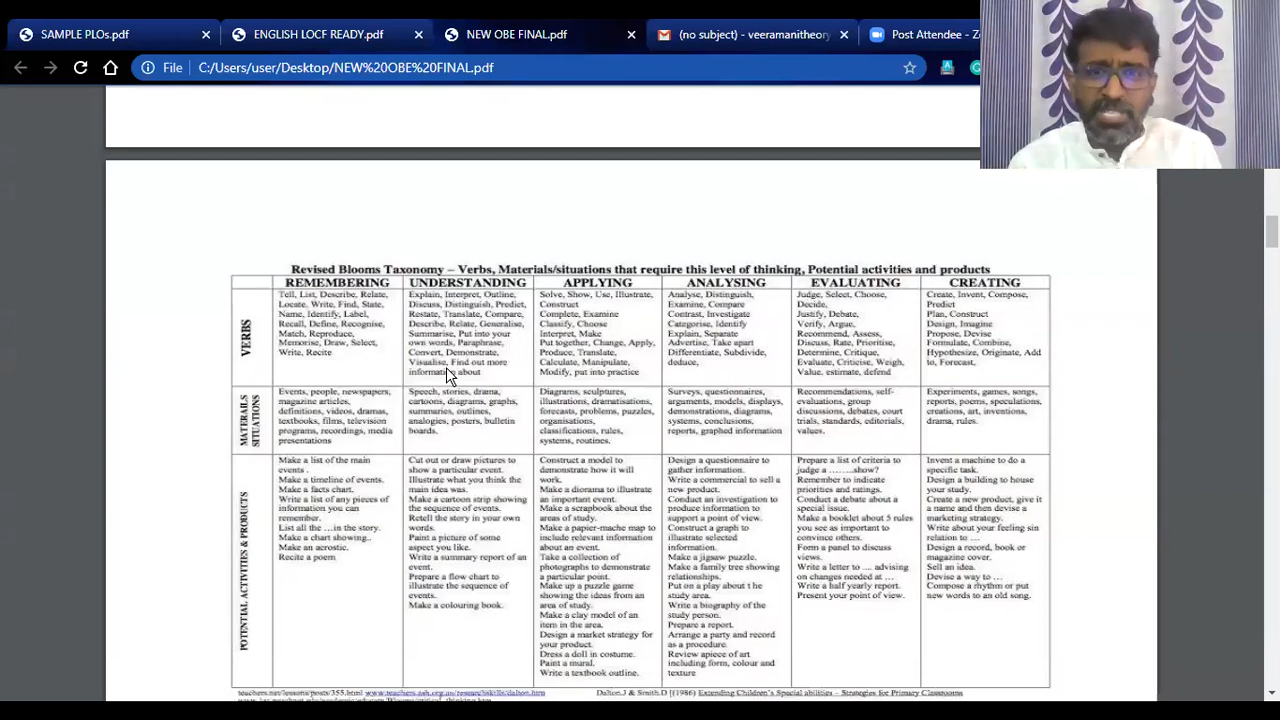 SAMPLE PLOs.pdf
ENGLISH LOCF READY.pdf
NEW OBE FINAL.pdf
(no subject) - veeramanitheory
Post Attendee - Z
File
C:/Users/user/Desktop/NEW%20OBE%20FINAL.pdf
Revised Blooms Taxonomy – Verbs, Materials/situations that require this level of thinking, Potential activities and products
REMEMBERING UNDERSTANDING APPLYING ANALYSING EVALUATING CREATING
VERBS
Tell, List, Describe, Relate,
Locate, Write, Find, State,
Name, Identify, Label,
Recall, Define, Recognise,
Match, Reproduce,
Memorise, Draw, Select,
Write, Recite
Explain, Interpret, Outline,
Discuss, Distinguish, Predict,
Restate, Translate, Compare,
Describe, Relate, Generalise,
Summarise, Put into your
own words, Paraphrase,
Convert, Demonstrate,
Visualise, Find out more
information about
Solve, Show, Use, Illustrate,
Construct
Complete, Examine
Classify, Choose
Interpret, Make
Put together, Change, Apply,
Produce, Translate,
Calculate, Manipulate,
Modify, put into practice
Analyse, Distinguish,
Examine, Compare
Contrast, Investigate
Categorise, Identify
Explain, Separate
Advertise, Take apart
Differentiate, Subdivide,
deduce,
Judge, Select, Choose,
Decide,
Justify, Debate,
Verify, Argue,
Recommend, Assess,
Discuss, Rate, Prioritise,
Determine, Critique,
Evaluate, Criticise, Weigh,
Value, estimate, defend
Create, Invent, Compose,
Predict
Plan, Construct
Design, Imagine
Propose, Devise
Formulate, Combine,
Hypothesize, Originate, Add
to, Forecast,
MATERIALS
SITUATIONS
Events, people, newspapers,
magazine articles,
definitions, videos, dramas,
textbooks, films, television
programs, recordings, media
presentations
Speech, stories, drama,
cartoons, diagrams, graphs,
summaries, outlines,
analogies, posters, bulletin
boards.
Diagrams, sculptures,
illustrations, dramatisations,
forecasts, problems, puzzles,
organisations,
classifications, rules,
systems, routines.
Surveys, questionnaires,
arguments, models, displays,
demonstrations, diagrams,
systems, conclusions,
reports, graphed information
Recommendations, self-
evaluations, group
discussions, debates, court
trials, standards, editorials,
values.
Experiments, games, songs,
reports, poems, speculations,
creations, art, inventions,
drama, rules.
POTENTIAL ACTIVITIES & PRODUCTS
Make a list of the main
events .
Make a timeline of events.
Make a facts chart.
Write a list of any pieces of
information you can
remember.
List all the …in the story.
Make a chart showing..
Make an acrostic.
Recite a poem
Cut out or draw pictures to
show a particular event.
Illustrate what you think the
main idea was.
Make a cartoon strip showing
the sequence of events.
Retell the story in your own
words.
Paint a picture of some
aspect you like.
Write a summary report of an
event.
Prepare a flow chart to
illustrate the sequence of
events.
Make a colouring book.
Construct a model to
demonstrate how it will
work.
Make a diorama to illustrate
an important event.
Make a scrapbook about the
areas of study.
Make a paper-mache map to
include relevant information
about an event.
Take a collection of
photographs to demonstrate
a particular point.
Make up a puzzle game
showing the ideas from an
area of study.
Make a clay model of an
item in the area.
Design a market strategy for
your product.
Dress a doll in costume.
Paint a mural.
Write a textbook outline.
Design a questionnaire to
gather information.
Write a commercial to sell a
new product.
Conduct an investigation to
produce information to
support a point of view.
Construct a graph to
illustrate selected
information.
Make a jigsaw puzzle.
Make a family tree showing
relationships.
Put on a play about t he
study area.
Write a biography of the
study person.
Prepare a report.
Arrange a party and record
as a procedure.
Review apiece of art
including form, colour and
texture
Prepare a list of criteria to
judge a ……..show?
Remember to indicate
priorities and ratings.
Conduct a debate about a
special issue.
Make a booklet about 5 rules
you see as important to
convince others.
Form a panel to discuss
views.
Write a letter to …. advising
on changes needed at …
Write a half yearly report.
Present your point of view.
Invent a machine to do a
specific task.
Design a building to house
your study.
Create a new product, give it
a name and then devise a
marketing strategy.
Write about your feeling sin
relation to ….
Design a record, book or
magazine cover.
Sell an idea.
Devise a way to …
Compose a rhythm or put
new words to an old song.
teachers.net/lessons/posts/355.html www.teachers.ash.org.au/researchskills/dalton.htm
Dalton.J & Smith.D [(1986) Extending Children's Special abilities – Strategies for Primary Classrooms